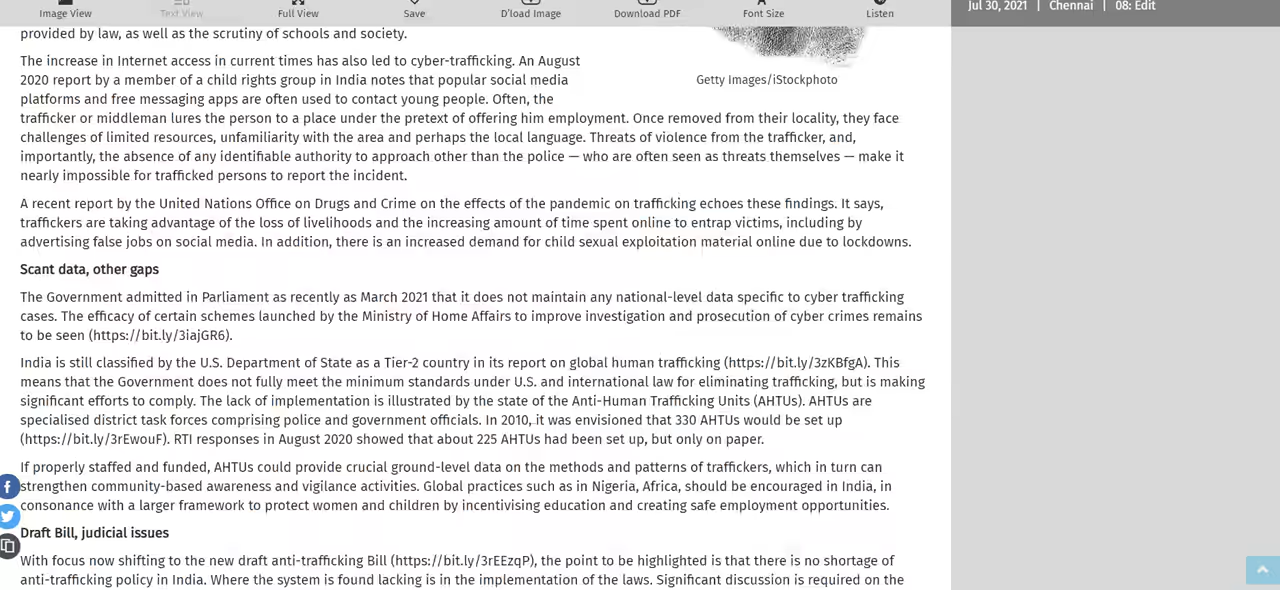 Image View
Text View
Full View
Save
D'load Image
Download PDF
Font Size
Listen
Jul 30, 2021 | Chennai | 08: Edit
provided by law, as well as the scrutiny of schools and society.
Getty Images/iStockphoto
The increase in Internet access in current times has also led to cyber-trafficking. An August
2020 report by a member of a child rights group in India notes that popular social media
platforms and free messaging apps are often used to contact young people. Often, the
trafficker or middleman lures the person to a place under the pretext of offering him employment. Once removed from their locality, they face
challenges of limited resources, unfamiliarity with the area and perhaps the local language. Threats of violence from the trafficker, and,
importantly, the absence of any identifiable authority to approach other than the police — who are often seen as threats themselves — make it
nearly impossible for trafficked persons to report the incident.
A recent report by the United Nations Office on Drugs and Crime on the effects of the pandemic on trafficking echoes these findings. It says,
traffickers are taking advantage of the loss of livelihoods and the increasing amount of time spent online to entrap victims, including by
advertising false jobs on social media. In addition, there is an increased demand for child sexual exploitation material online due to lockdowns.
Scant data, other gaps
The Government admitted in Parliament as recently as March 2021 that it does not maintain any national-level data specific to cyber trafficking
cases. The efficacy of certain schemes launched by the Ministry of Home Affairs to improve investigation and prosecution of cyber crimes remains
to be seen (https://bit.ly/3iajGR6).
India is still classified by the U.S. Department of State as a Tier-2 country in its report on global human trafficking (https://bit.ly/3zKBfgA). This
means that the Government does not fully meet the minimum standards under U.S. and international law for eliminating trafficking, but is making
significant efforts to comply. The lack of implementation is illustrated by the state of the Anti-Human Trafficking Units (AHTUs). AHTUs are
specialised district task forces comprising police and government officials. In 2010, it was envisioned that 330 AHTUs would be set up
(https://bit.ly/3rEwouF). RTI responses in August 2020 showed that about 225 AHTUs had been set up, but only on paper.
If properly staffed and funded, AHTUs could provide crucial ground-level data on the methods and patterns of traffickers, which in turn can
strengthen community-based awareness and vigilance activities. Global practices such as in Nigeria, Africa, should be encouraged in India, in
consonance with a larger framework to protect women and children by incentivising education and creating safe employment opportunities.
Draft Bill, judicial issues
With focus now shifting to the new draft anti-trafficking Bill (https://bit.ly/3rEEzqP), the point to be highlighted is that there is no shortage of
anti-trafficking policy in India. Where the system is found lacking is in the implementation of the laws. Significant discussion is required on the